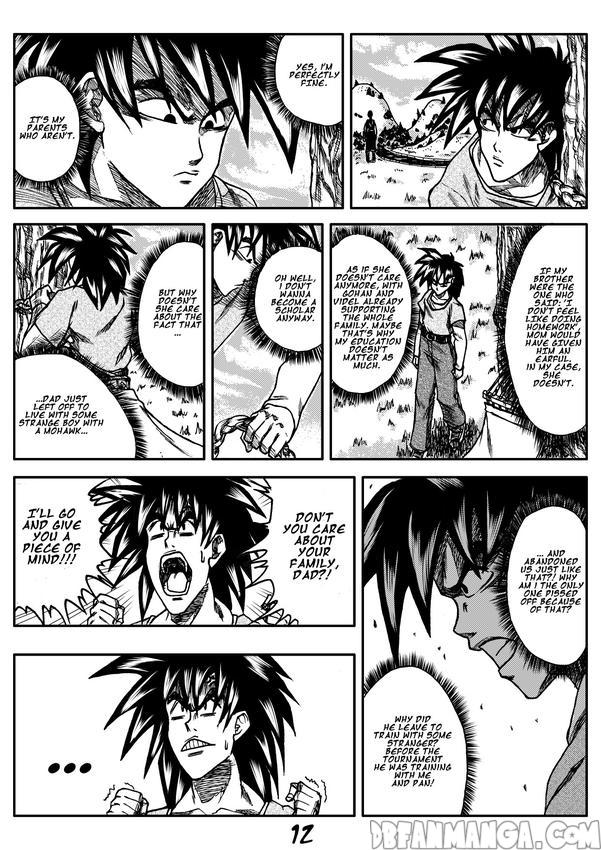 YES, I'M
PERFECTLY
FINE.
IT'S MY
PARENTS
WHO AREN'T.
IF MY
BROTHER
WERE THE
ONE WHO
SAID: 'I
DON'T FEEL
LIKE DOING
HOMEWORK',
MOM WOULD
HAVE GIVEN
HIM AN
EARFUL.
IN MY CASE,
SHE
DOESN'T.
AS IF SHE
DOESN'T CARE
ANYMORE, WITH
GOHAN AND
VIDEL ALREADY
SUPPORTING
THE WHOLE
FAMILY. MAYBE
THAT'S WHY
MY EDUCATION
DOESN'T
MATTER AS
MUCH.
OH WELL,
I DON'T
WANNA
BECOME A
SCHOLAR
ANYWAY.
BUT WHY
DOESN'T
SHE CARE
ABOUT THE
FACT THAT
...
...DAD JUST
LEFT OFF TO
LIVE WITH SOME
STRANGE BOY WITH
A MOHAWK...
... AND
ABANDONED
US JUST LIKE
THAT?! WHY
AM I THE ONLY
ONE PISSED
OFF BECAUSE
OF THAT?
WHY DID
HE LEAVE TO
TRAIN WITH SOME
STRANGER?
BEFORE THE
TOURNAMENT
HE WAS TRAINING
WITH ME
AND PAN!
DON'T
YOU CARE
ABOUT
YOUR
FAMILY,
DAD?!
I'LL GO
AND GIVE
YOU A
PIECE OF
MIND!!!
...
12
DBFANMANGA.COM